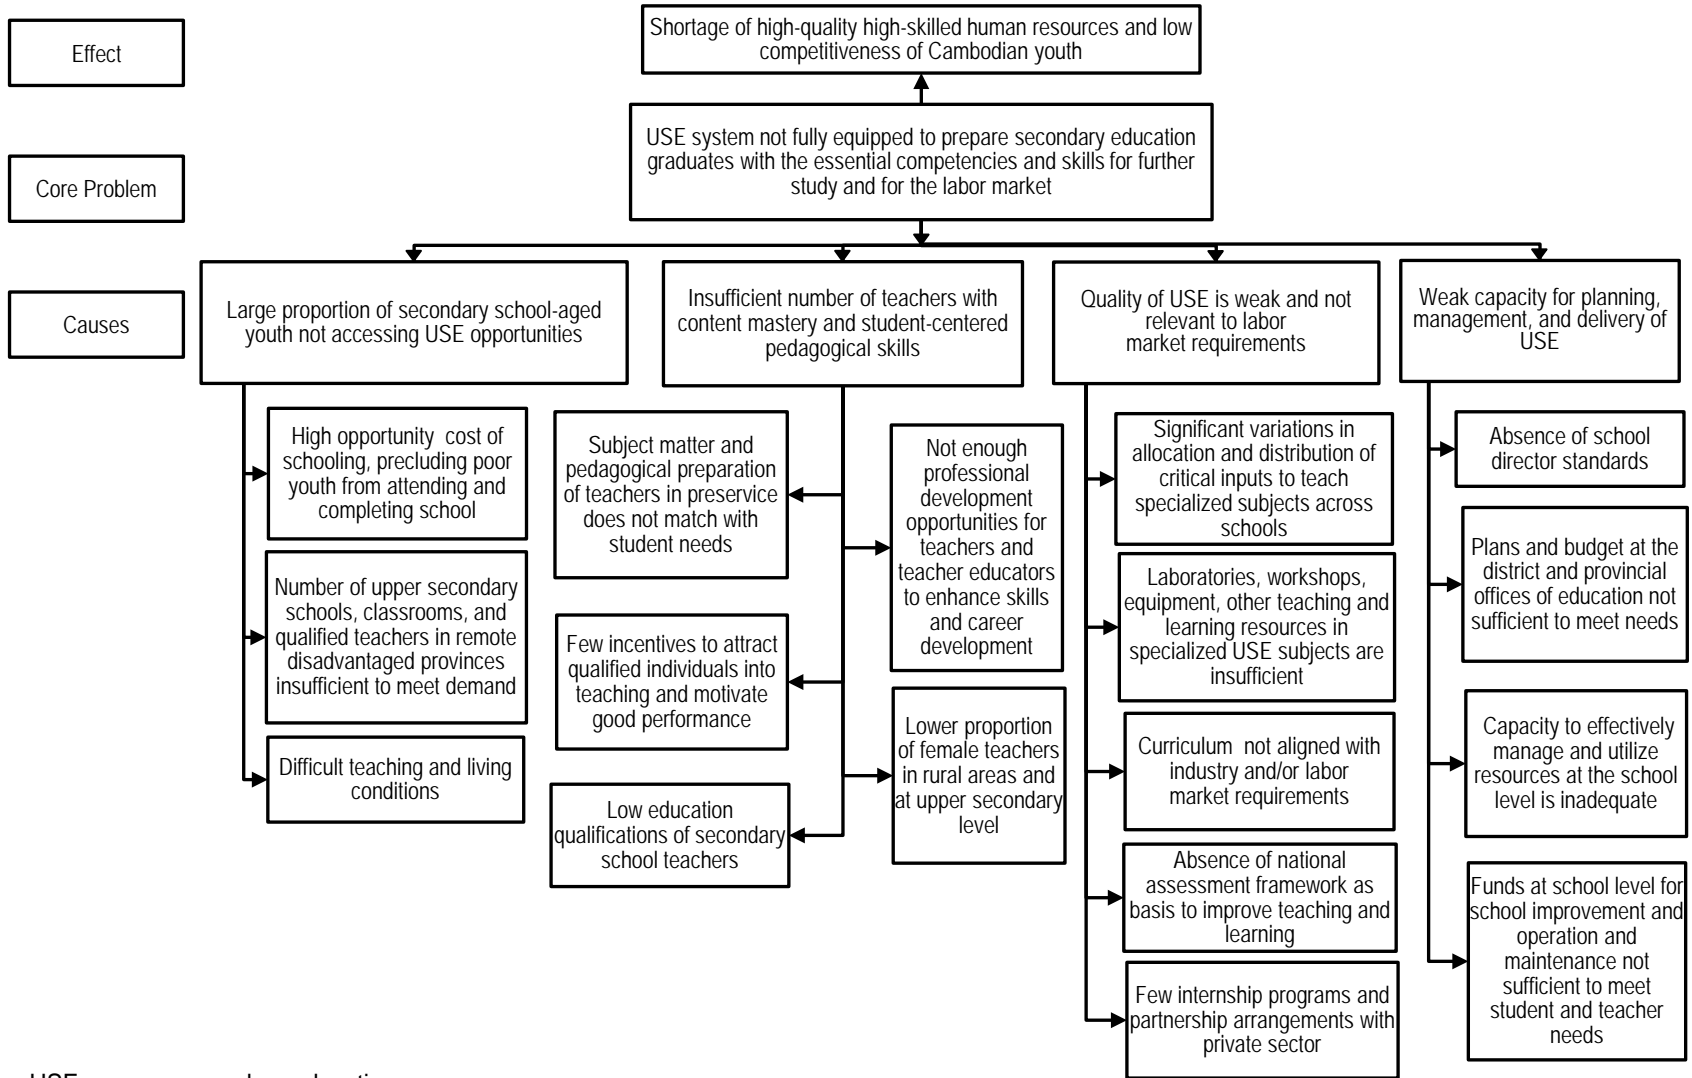 Effect
Shortage of high-quality high-skilled human resources and low
competitiveness of Cambodian youth
Core Problem
USE system not fully equipped to prepare secondary education
graduates with the essential competencies and skills for further
study and for the labor market
Causes
Large proportion of secondary school-aged
youth not accessing USE opportunities
Insufficient number of teachers with
content mastery and student-centered
pedagogical skills
Quality of USE is weak and not
relevant to labor
market requirements
Weak capacity for planning,
management, and delivery of
USE
High opportunity cost of
schooling, precluding poor
youth from attending and
completing school
Number of upper secondary
schools, classrooms, and
qualified teachers in remote
disadvantaged provinces
insufficient to meet demand
Difficult teaching and living
conditions
Subject matter and
pedagogical preparation
of teachers in preservice
does not match with
student needs
Few incentives to attract
qualified individuals into
teaching and motivate
good performance
Low education
qualifications of secondary
school teachers
Not enough
professional
development
opportunities for
teachers and
teacher educators
to enhance skills
and career
development
Lower proportion
of female teachers
in rural areas and
at upper secondary
level
Significant variations in
allocation and distribution of
critical inputs to teach
specialized subjects across
schools
Laboratories, workshops,
equipment, other teaching and
learning resources in
specialized USE subjects are
insufficient
Curriculum not aligned with
industry and/or labor
market requirements
Absence of national
assessment framework as
basis to improve teaching and
learning
Few internship programs and
partnership arrangements with
private sector
Absence of school
director standards
Plans and budget at the
district and provincial
offices of education not
sufficient to meet needs
Capacity to effectively
manage and utilize
resources at the school
level is inadequate
Funds at school level for
school improvement and
operation and
maintenance not
sufficient to meet
student and teacher
needs